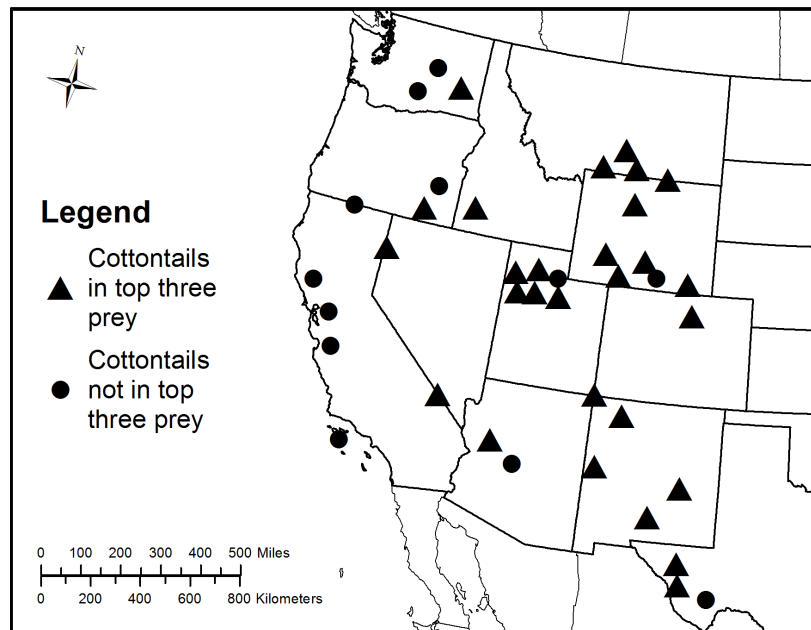 N
Legend
Cottontails
in top three
prey
Cottontails
not in top
three prey
0 100 200 300 400 500 Miles
0 200 400 600 800 Kilometers